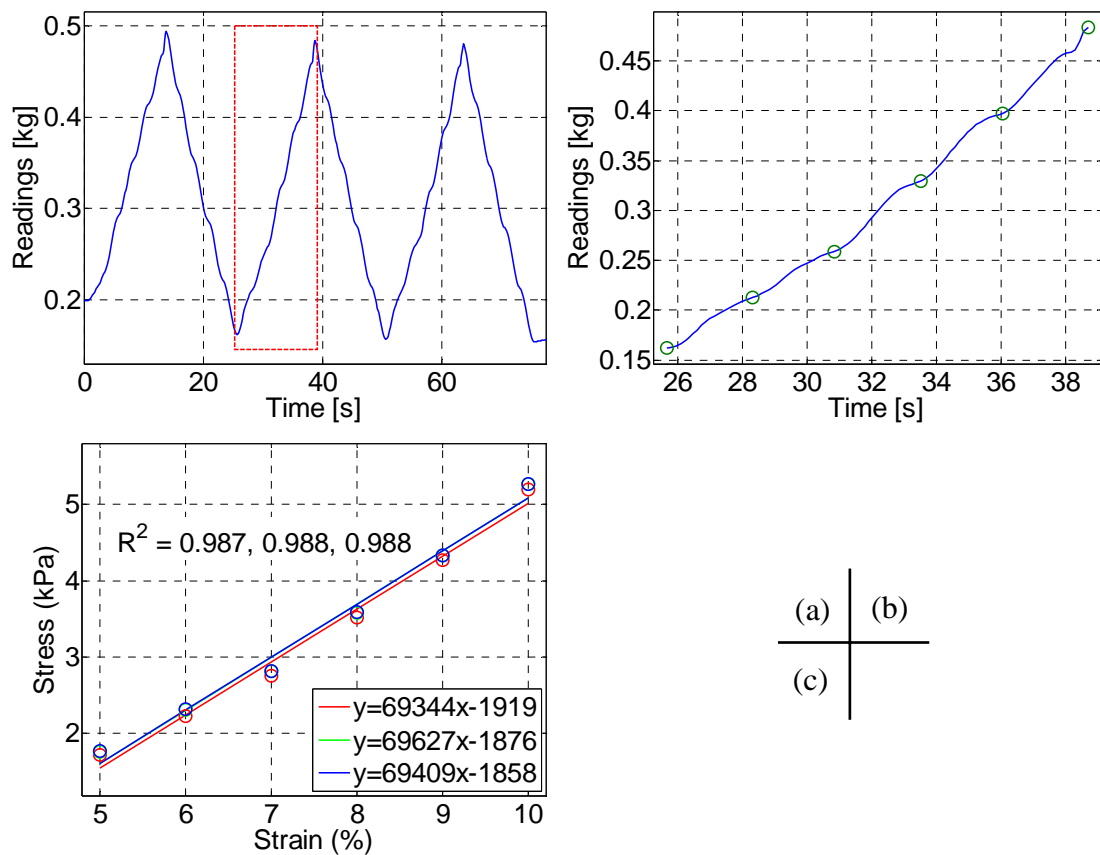 0.5
0.4
0.3
0.2
Readings [kg]
0 20 40 60
Time [s]
0.45
0.4
0.35
0.3
0.25
0.2
0.15
Readings [kg]
26 28 30 32 34 36 38
Time [s]
5
4
3
2
Stress (kPa)
R² = 0.987, 0.988, 0.988
y=69344x-1919
y=69627x-1876
y=69409x-1858
5 6 7 8 9 10
Strain (%)
(a) (b)
(c)